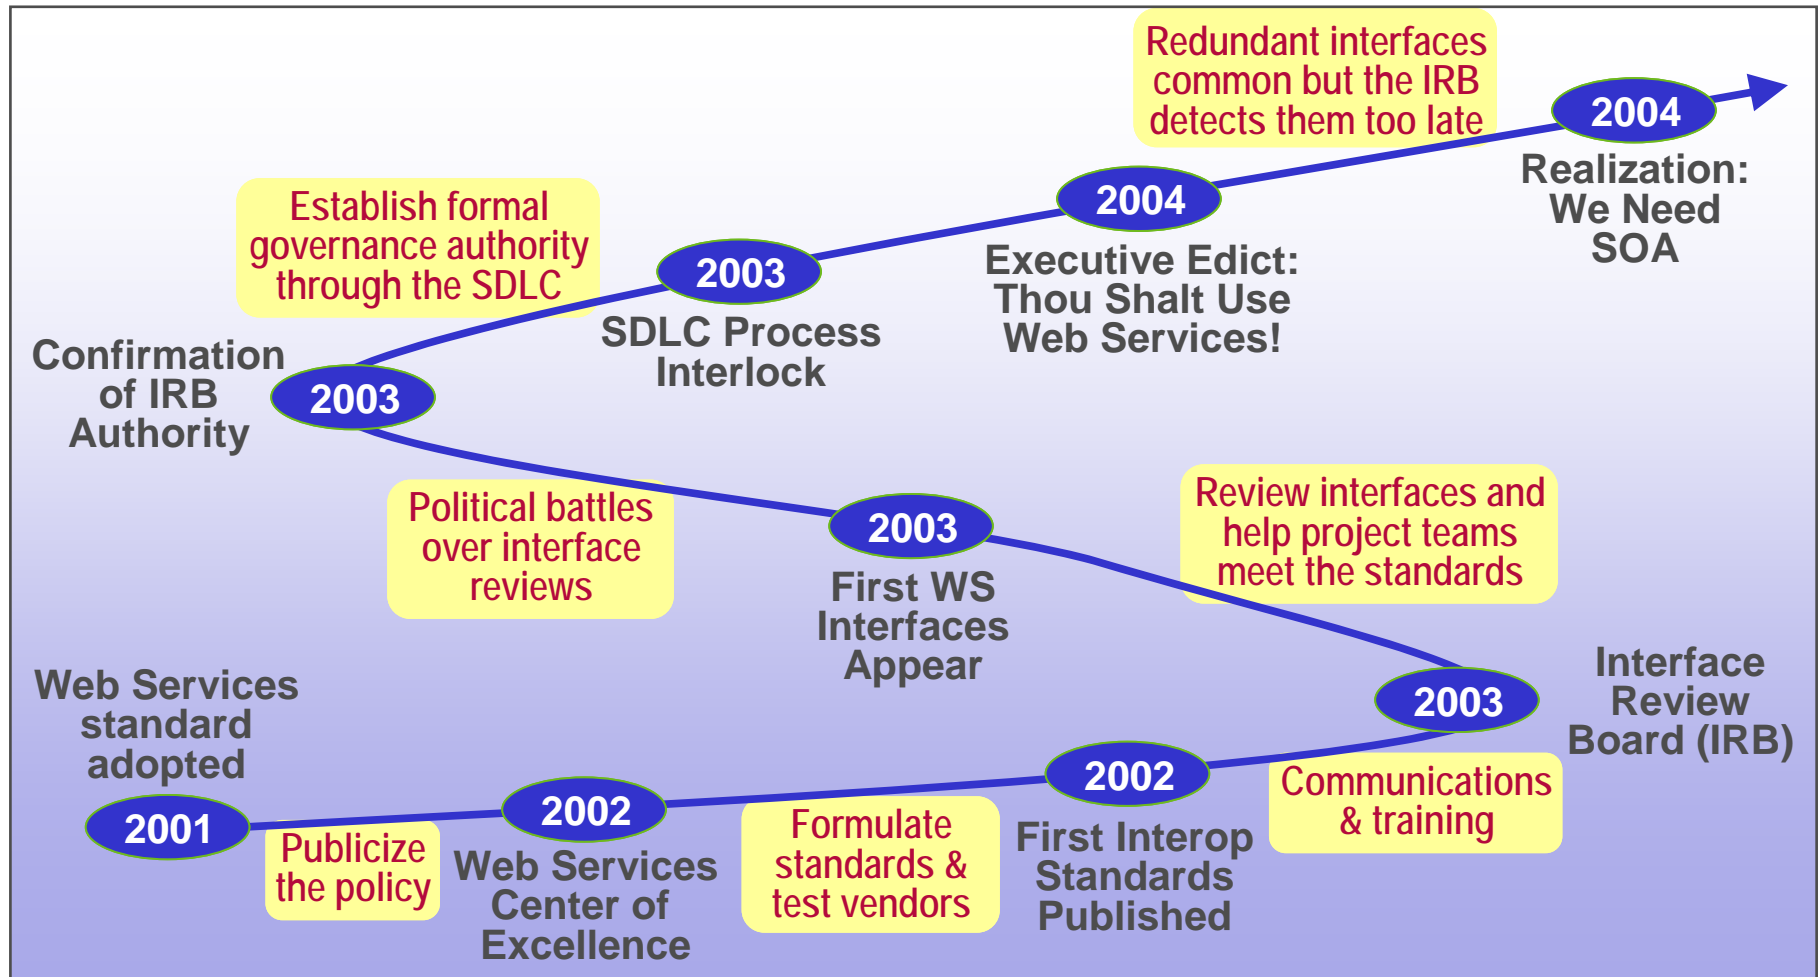 Web Services
standard
adopted
2001
Publicize
the policy
2002
Web Services
Center of
Excellence
Formulate
standards &
test vendors
2002
First Interop
Standards
Published
Communications
& training
2003
Interface
Review
Board (IRB)
Review interfaces and
help project teams
meet the standards
2003
First WS
Interfaces
Appear
Political battles
over interface
reviews
2003
Confirmation
of IRB
Authority
Establish formal
governance authority
through the SDLC
2003
SDLC Process
Interlock
2004
Executive Edict:
Thou Shalt Use
Web Services!
Redundant interfaces
common but the IRB
detects them too late
2004
Realization:
We Need
SOA